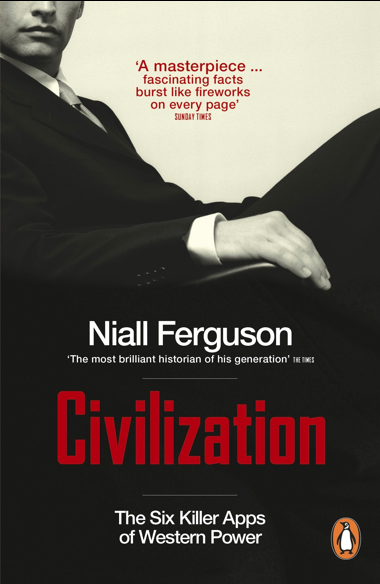 ‘A masterpiece ...
fascinating facts
burst like fireworks
on every page’
SUNDAY TIMES
Niall Ferguson
‘The most brilliant historian of his generation’ THE TIMES
Civilization
The Six Killer Apps
of Western Power